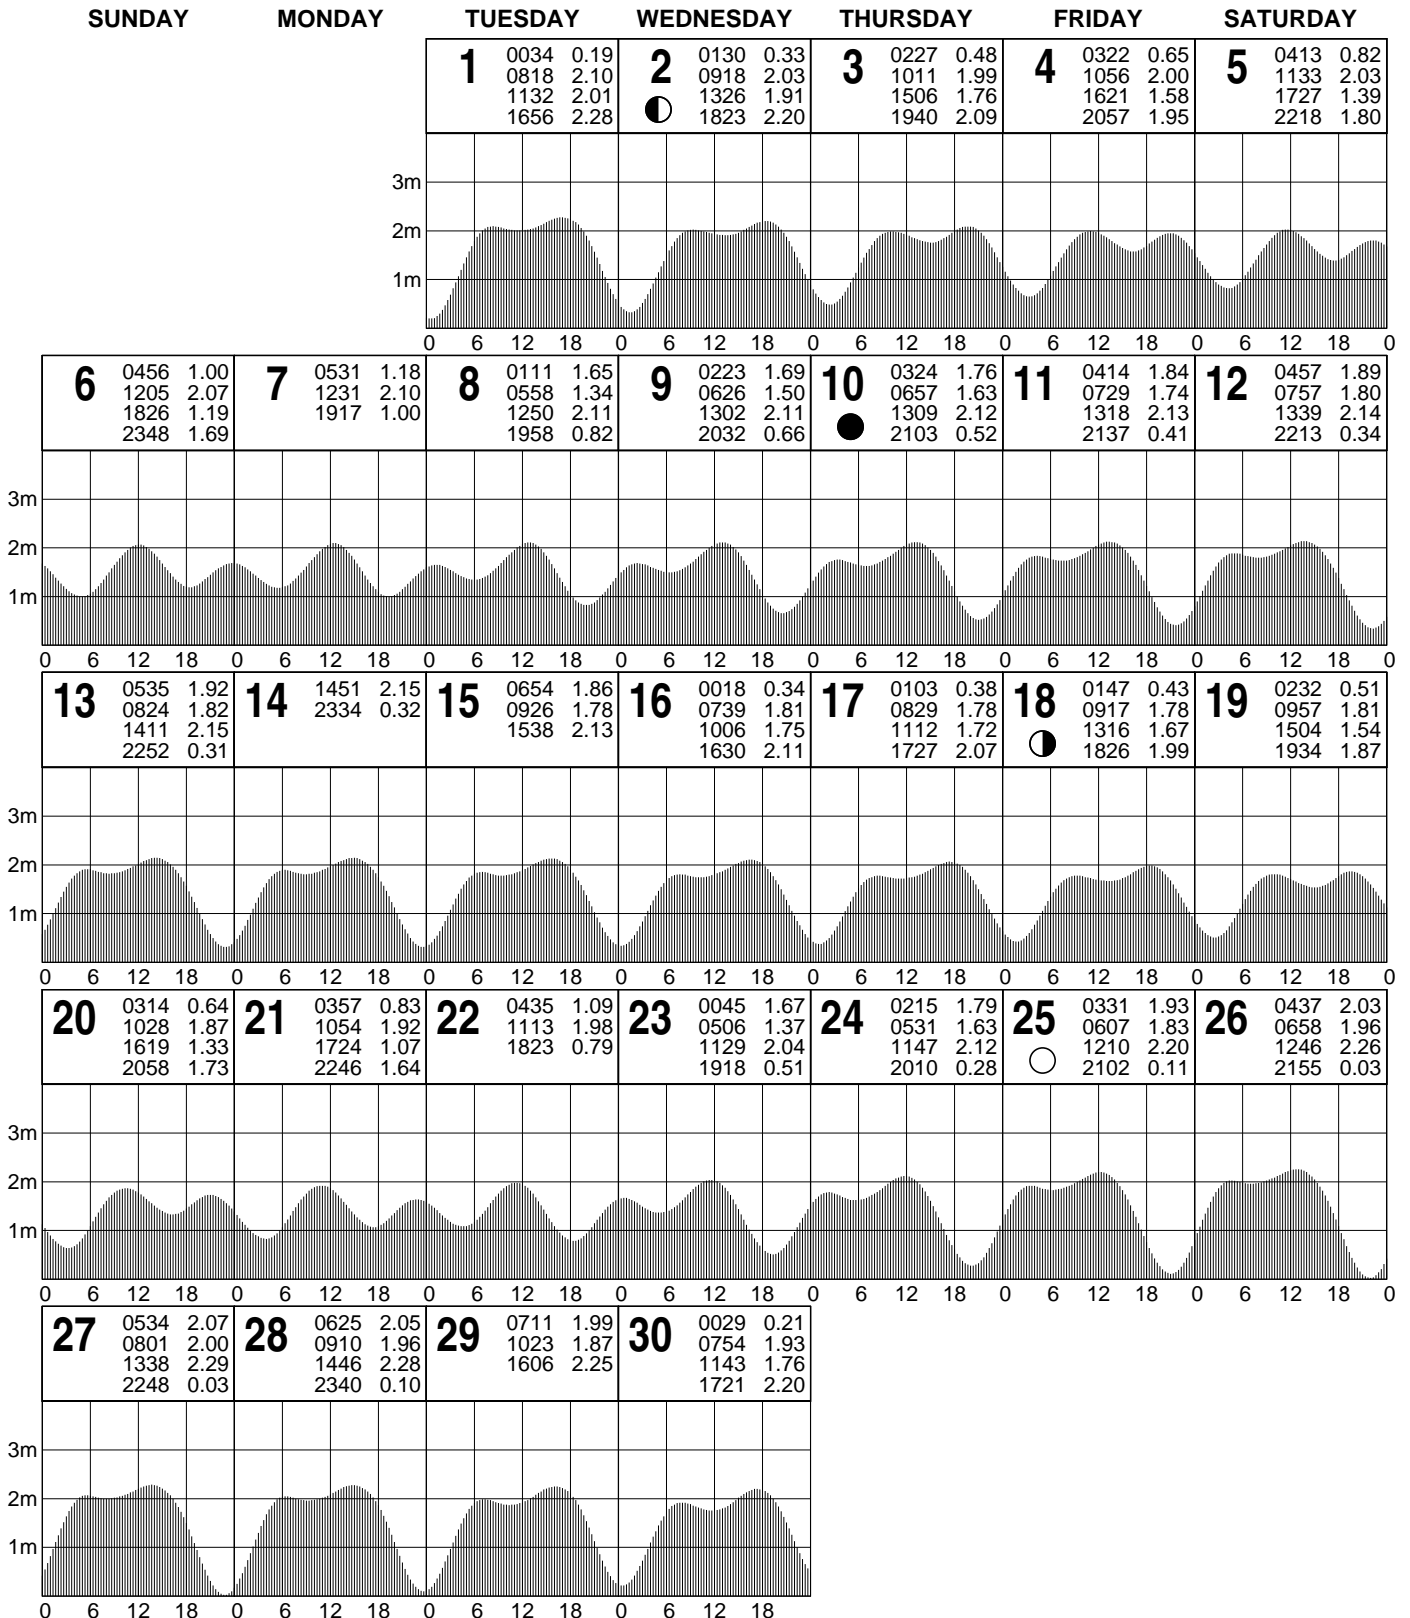 SUNDAY MONDAY TUESDAY WEDNESDAY THURSDAY FRIDAY SATURDAY
1 0034 0.19
0818 2.10
1132 2.01
1656 2.28
2 0130 0.33
0918 2.03
1326 1.91
1823 2.20
3 0227 0.48
1011 1.99
1506 1.76
1940 2.09
4 0322 0.65
1056 2.00
1621 1.58
2057 1.95
5 0413 0.82
1133 2.03
1727 1.39
2218 1.80
3m
2m
1m
0 6 12 18 0 6 12 18 0 6 12 18 0 6 12 18 0 6 12 18 0
6 0456 1.00
1205 2.07
1826 1.19
2348 1.69
7 0531 1.18
1231 2.10
1917 1.00
8 0111 1.65
0558 1.34
1250 2.11
1958 0.82
9 0223 1.69
0626 1.50
1302 2.11
2032 0.66
10 0324 1.76
0657 1.63
1309 2.12
2103 0.52
11 0414 1.84
0729 1.74
1318 2.13
2137 0.41
12 0457 1.89
0757 1.80
1339 2.14
2213 0.34
3m
2m
1m
0 6 12 18 0 6 12 18 0 6 12 18 0 6 12 18 0 6 12 18 0 6 12 18 0 6 12 18 0
13 0535 1.92
0824 1.82
1411 2.15
2252 0.31
14 1451 2.15
2334 0.32
15 0654 1.86
0926 1.78
1538 2.13
16 0018 0.34
0739 1.81
1006 1.75
1630 2.11
17 0103 0.38
0829 1.78
1112 1.72
1727 2.07
18 0147 0.43
0917 1.78
1316 1.67
1826 1.99
19 0232 0.51
0957 1.81
1504 1.54
1934 1.87
3m
2m
1m
0 6 12 18 0 6 12 18 0 6 12 18 0 6 12 18 0 6 12 18 0 6 12 18 0 6 12 18 0
20 0314 0.64
1028 1.87
1619 1.33
2058 1.73
21 0357 0.83
1054 1.92
1724 1.07
2246 1.64
22 0435 1.09
1113 1.98
1823 0.79
23 0045 1.67
0506 1.37
1129 2.04
1918 0.51
24 0215 1.79
0531 1.63
1147 2.12
2010 0.28
25 0331 1.93
0607 1.83
1210 2.20
2102 0.11
26 0437 2.03
0658 1.96
1246 2.26
2155 0.03
3m
2m
1m
0 6 12 18 0 6 12 18 0 6 12 18 0 6 12 18 0 6 12 18 0 6 12 18 0 6 12 18 0
27 0534 2.07
0801 2.00
1338 2.29
2248 0.03
28 0625 2.05
0910 1.96
1446 2.28
2340 0.10
29 0711 1.99
1023 1.87
1606 2.25
30 0029 0.21
0754 1.93
1143 1.76
1721 2.20
3m
2m
1m
0 6 12 18 0 6 12 18 0 6 12 18 0 6 12 18